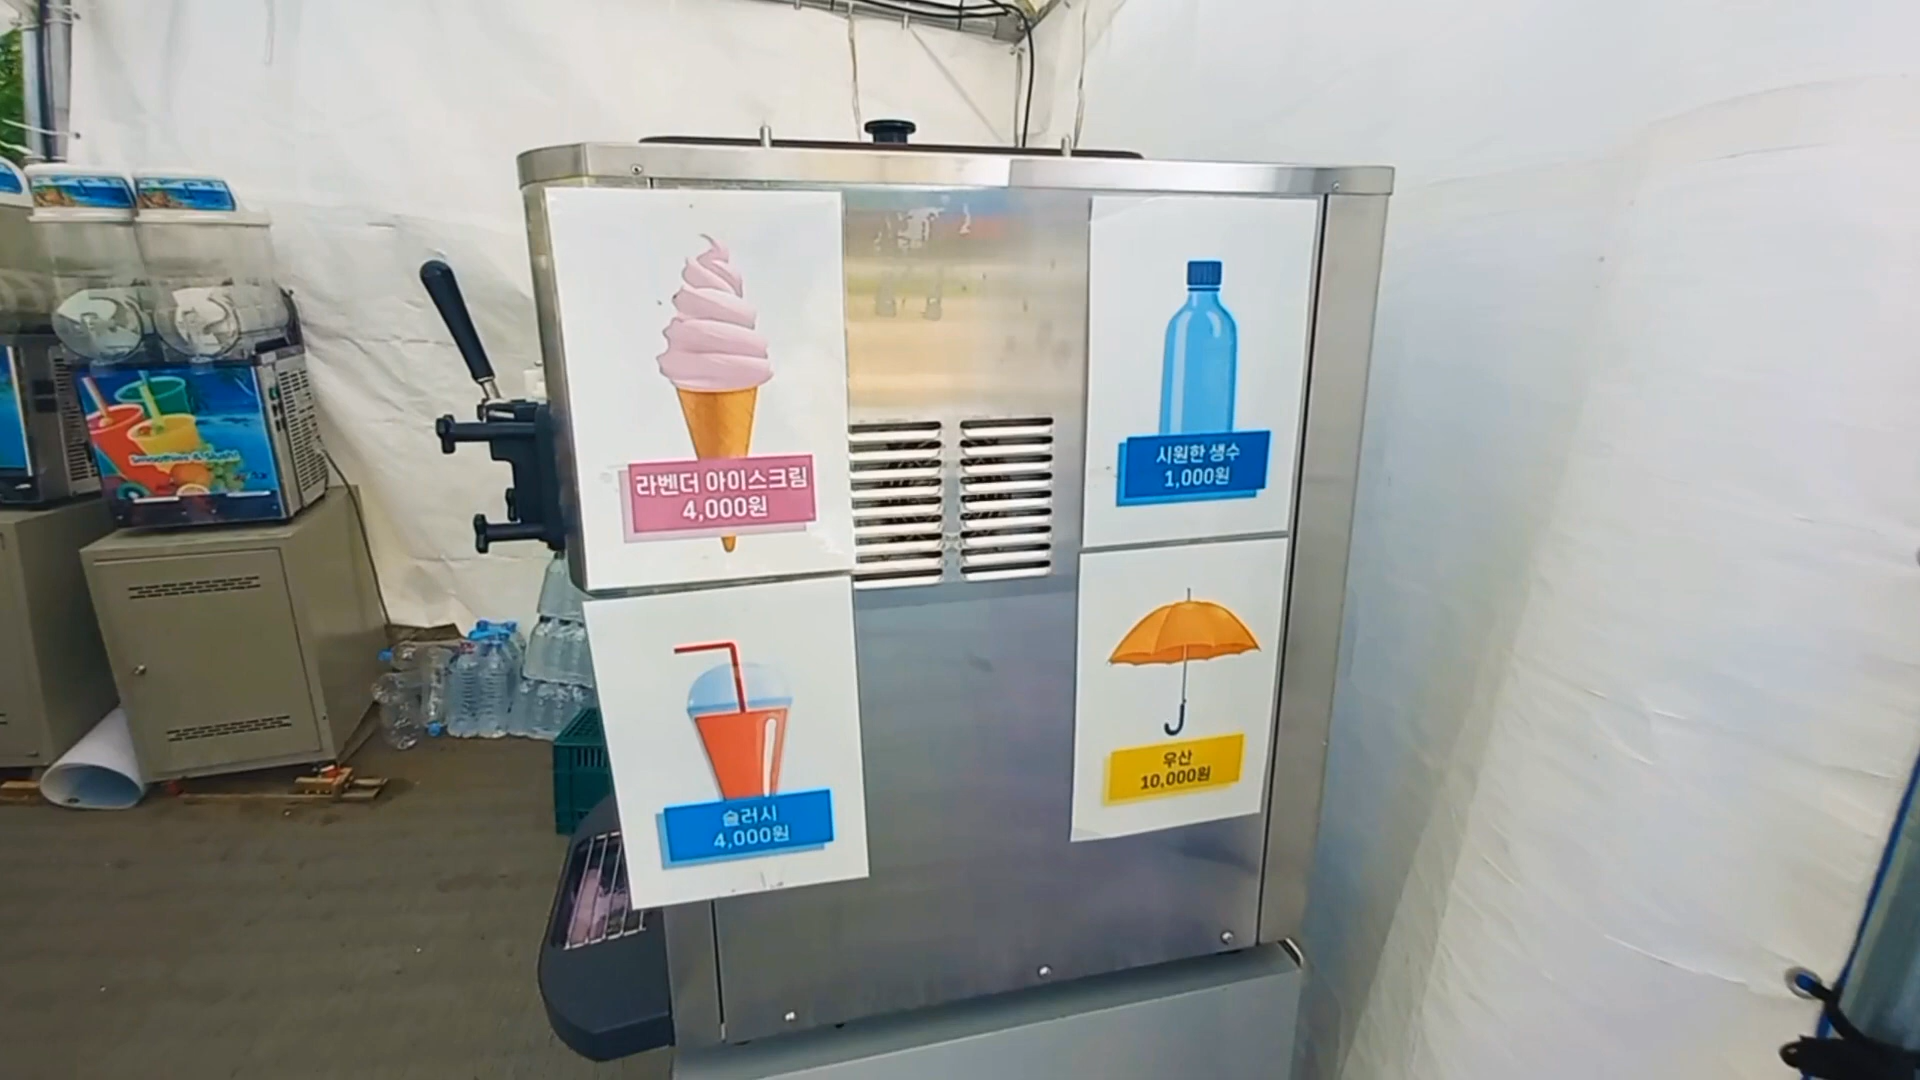 라벤더 아이스크림
4,000원
시원한 생수
1,000원
슬러시
4,000원
우산
10,000원
Smoothie & Slush!